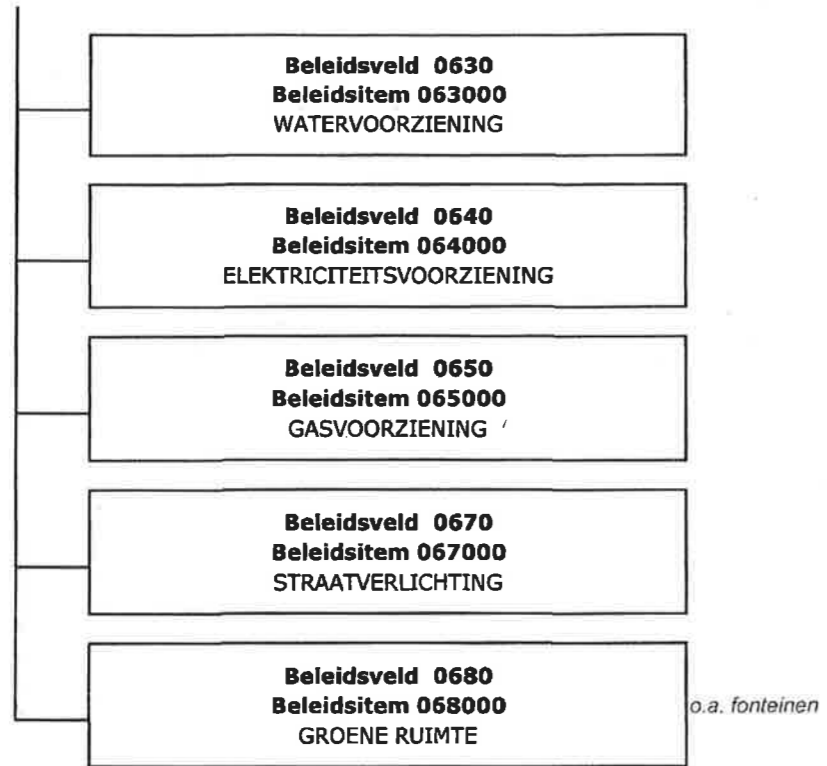 Beleidsveld 0630
Beleidsitem 063000
WATERVOORZIENING
Beleidsveld 0640
Beleidsitem 064000
ELEKTRICITEITSVOORZIENING
Beleidsveld 0650
Beleidsitem 065000
GASVOORZIENING
Beleidsveld 0670
Beleidsitem 067000
STRAATVERLICHTING
Beleidsveld 0680
Beleidsitem 068000
GROENE RUIMTE
o.a. fonteinen